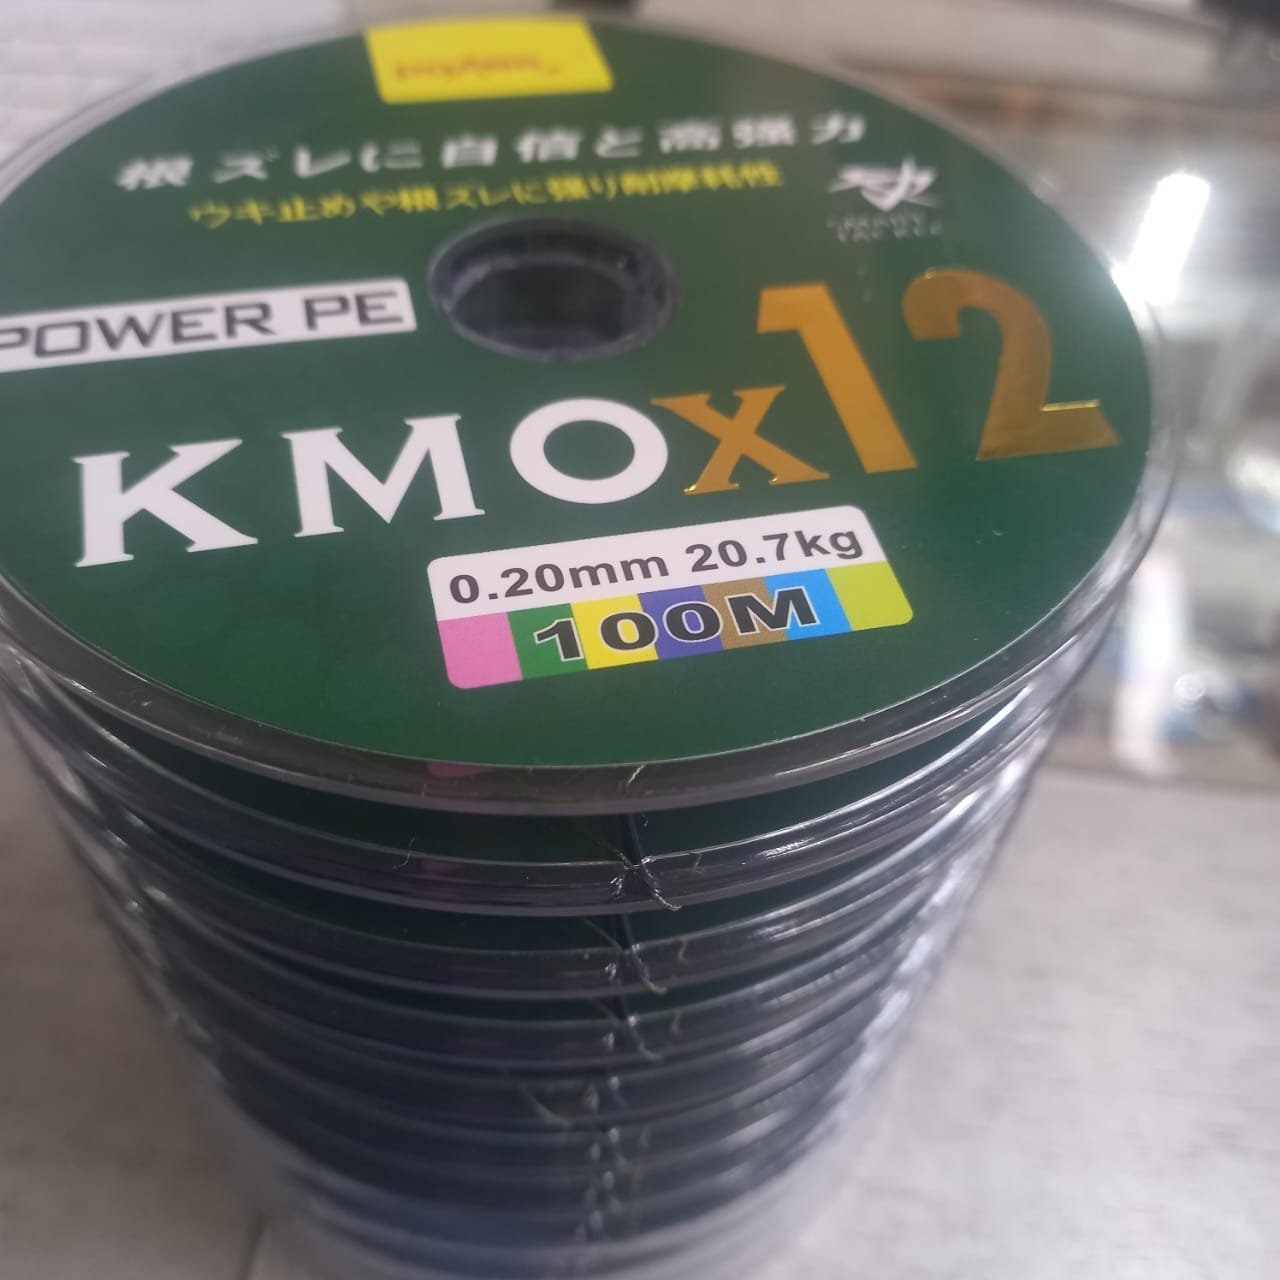 根ズレに自信と高強力
ウキ止めや根ズレに強り耐摩耗性
POWER PE
KMOx12
0.20mm 20.7kg
100M